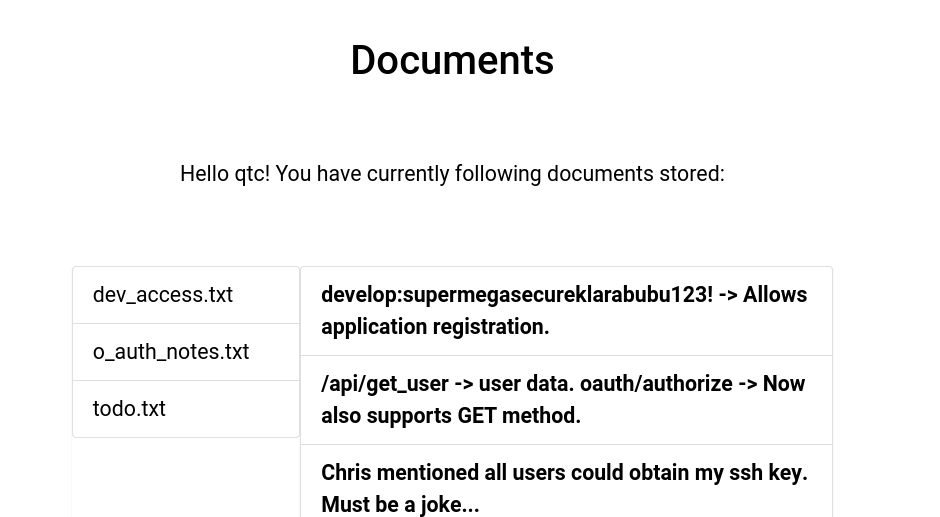 Documents
Hello qtc! You have currently following documents stored:
dev_access.txt
o_auth_notes.txt
todo.txt
develop:supermegasecureklarabubu123! -> Allows
application registration.
/api/get_user -> user data. oauth/authorize -> Now
also supports GET method.
Chris mentioned all users could obtain my ssh key.
Must be a joke...